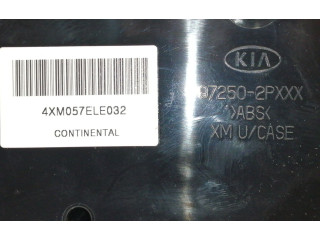 4XM057ELE032
CONTINENTAL
KIA
97250-2PXXX
>ABS<
XM U/CASE